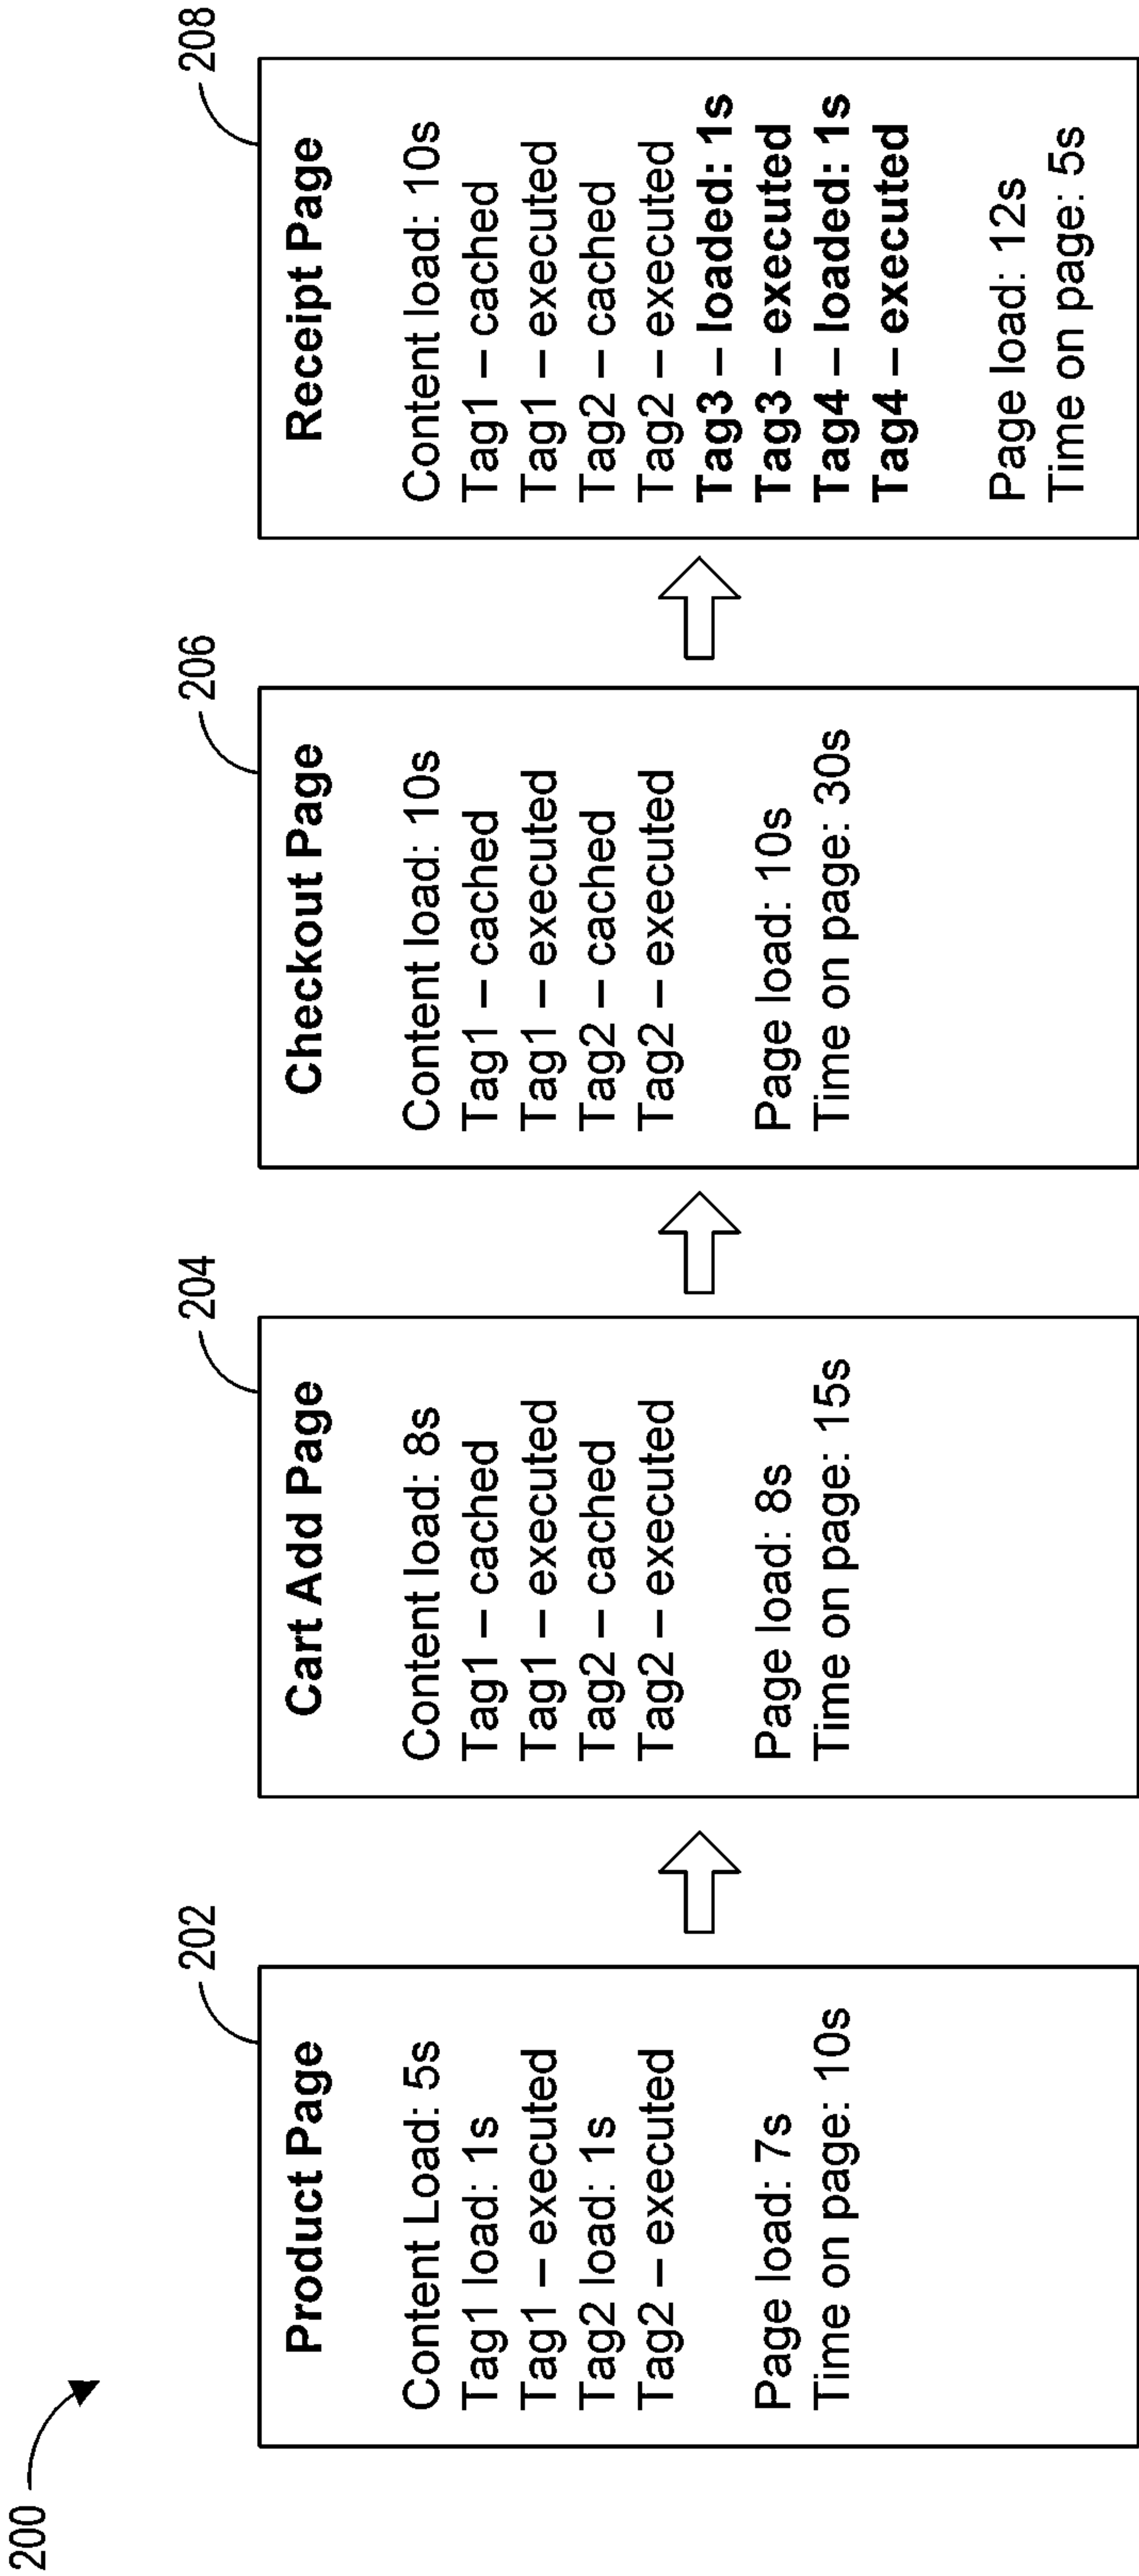 200
202
Product Page
Content Load: 5s
Tag1 load: 1s
Tag1 – executed
Tag2 load: 1s
Tag2 – executed
Page load: 7s
Time on page: 10s
204
Cart Add Page
Content load: 8s
Tag1 – cached
Tag1 – executed
Tag2 – cached
Tag2 – executed
Page load: 8s
Time on page: 15s
206
Checkout Page
Content load: 10s
Tag1 – cached
Tag1 – executed
Tag2 – cached
Tag2 – executed
Page load: 10s
Time on page: 30s
208
Receipt Page
Content load: 10s
Tag1 – cached
Tag1 – executed
Tag2 – cached
Tag2 – executed
Tag3 – loaded: 1s
Tag3 – executed
Tag4 – loaded: 1s
Tag4 – executed
Page load: 12s
Time on page: 5s